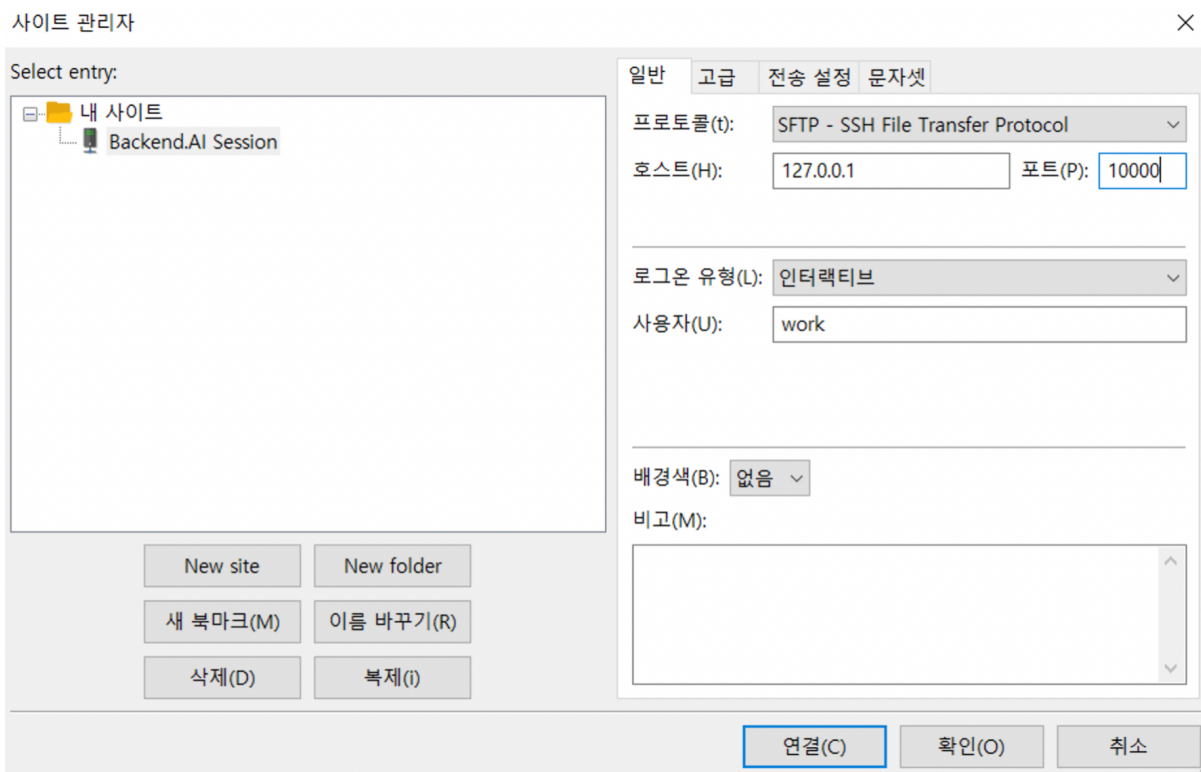 사이트 관리자
Select entry:
내 사이트
Backend.AI Session
New site
New folder
새 북마크(M)
이름 바꾸기(R)
삭제(D)
복제(i)
일반
고급
전송 설정
문자셋
프로토콜(t):
SFTP - SSH File Transfer Protocol
호스트(H):
127.0.0.1
포트(P):
10000
로그온 유형(L):
인터랙티브
사용자(U):
work
배경색(B):
없음
비고(M):
연결(C)
확인(O)
취소